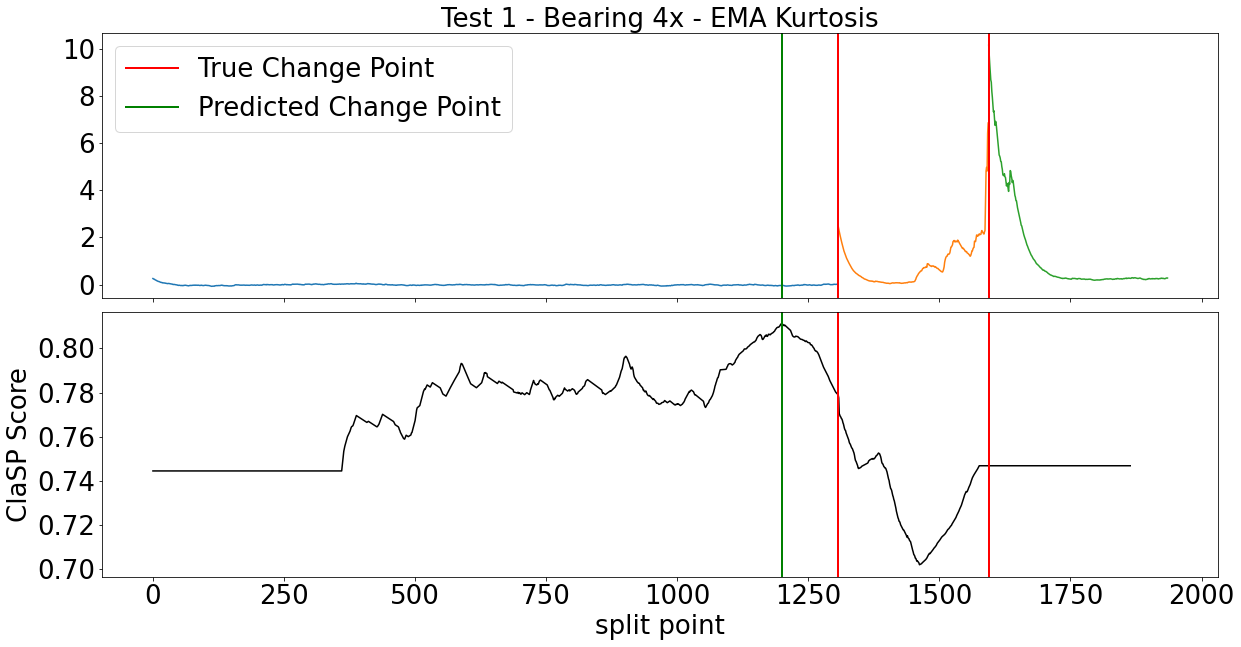 Test 1 - Bearing 4x - EMA Kurtosis
True Change Point
Predicted Change Point
10
8
6
4
2
0
ClaSP Score
0.80
0.78
0.76
0.74
0.72
0.70
0 250 500 750 1000 1250 1500 1750 2000
split point